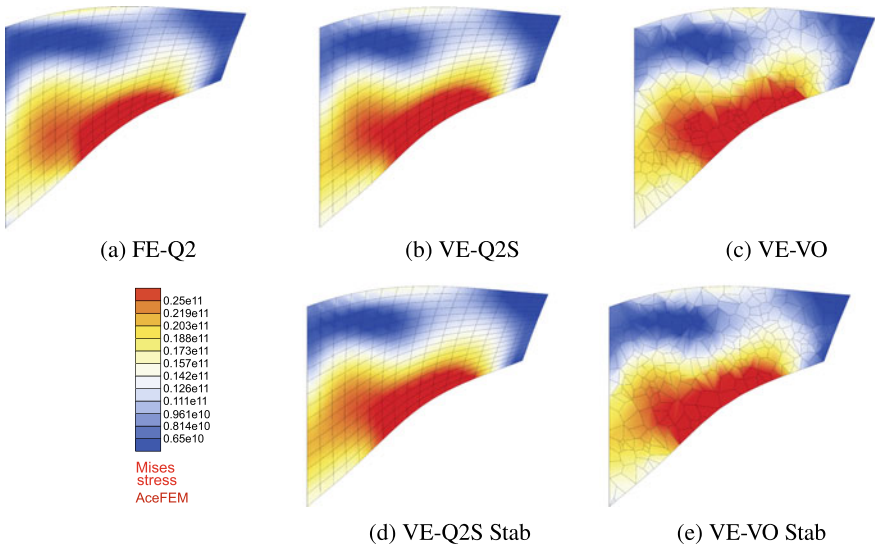 (a) FE-Q2
(b) VE-Q2S
(c) VE-VO
0.25e11
0.219e11
0.203e11
0.188e11
0.173e11
0.157e11
0.142e11
0.126e11
0.111e11
0.961e10
0.814e10
0.65e10
Mises
stress
AceFEM
(d) VE-Q2S Stab
(e) VE-VO Stab